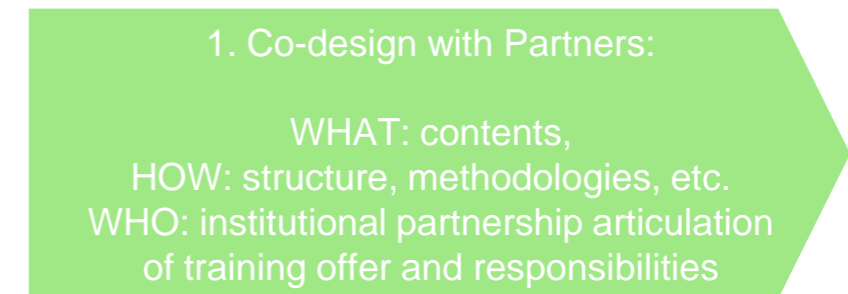 1. Co-design with Partners:
WHAT: contents,
HOW: structure, methodologies, etc.
WHO: institutional partnership articulation
of training offer and responsibilities